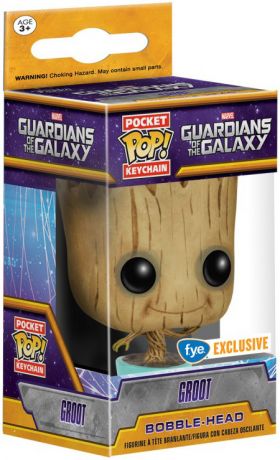 AGE
3+
WARNING! Choking Hazard. May contain small parts.
MARVEL
GUARDIANS
OF THE GALAXY
POCKET
POP!
KEYCHAIN
MARVEL
GUARDIANS
OF THE GALAXY
fye EXCLUSIVE
POCKET
POP!
KEYCHAIN
GROOT
GROOT
BOBBLE-HEAD
FIGURINE À TÊTE BRANLANTE/FIGURA CON CABEZA OSCILANTE